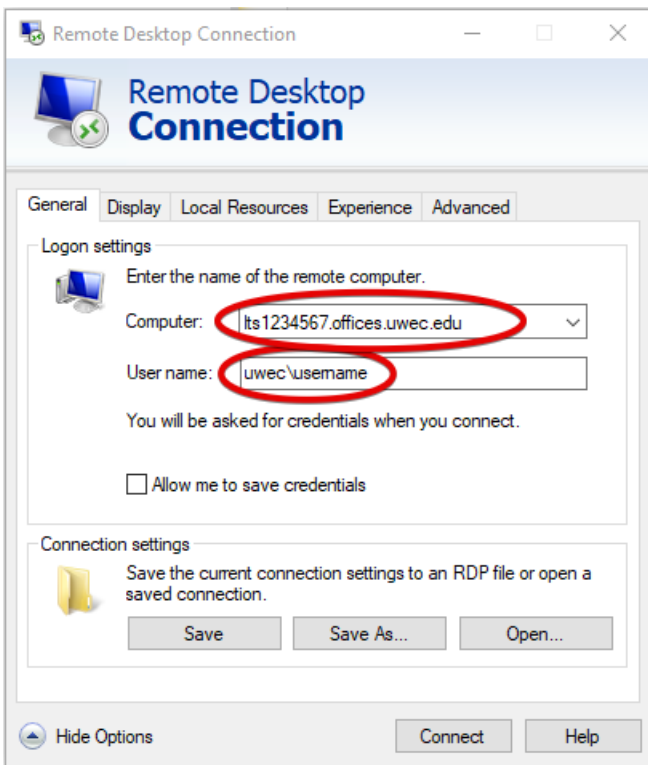 Remote Desktop Connection
Remote Desktop
Connection
General Display Local Resources Experience Advanced
Logon settings
Enter the name of the remote computer.
Computer: lts1234567.offices.uwec.edu
User name: uwec\username
You will be asked for credentials when you connect.
Allow me to save credentials
Connection settings
Save the current connection settings to an RDP file or open a
saved connection.
Save Save As... Open...
Hide Options Connect Help